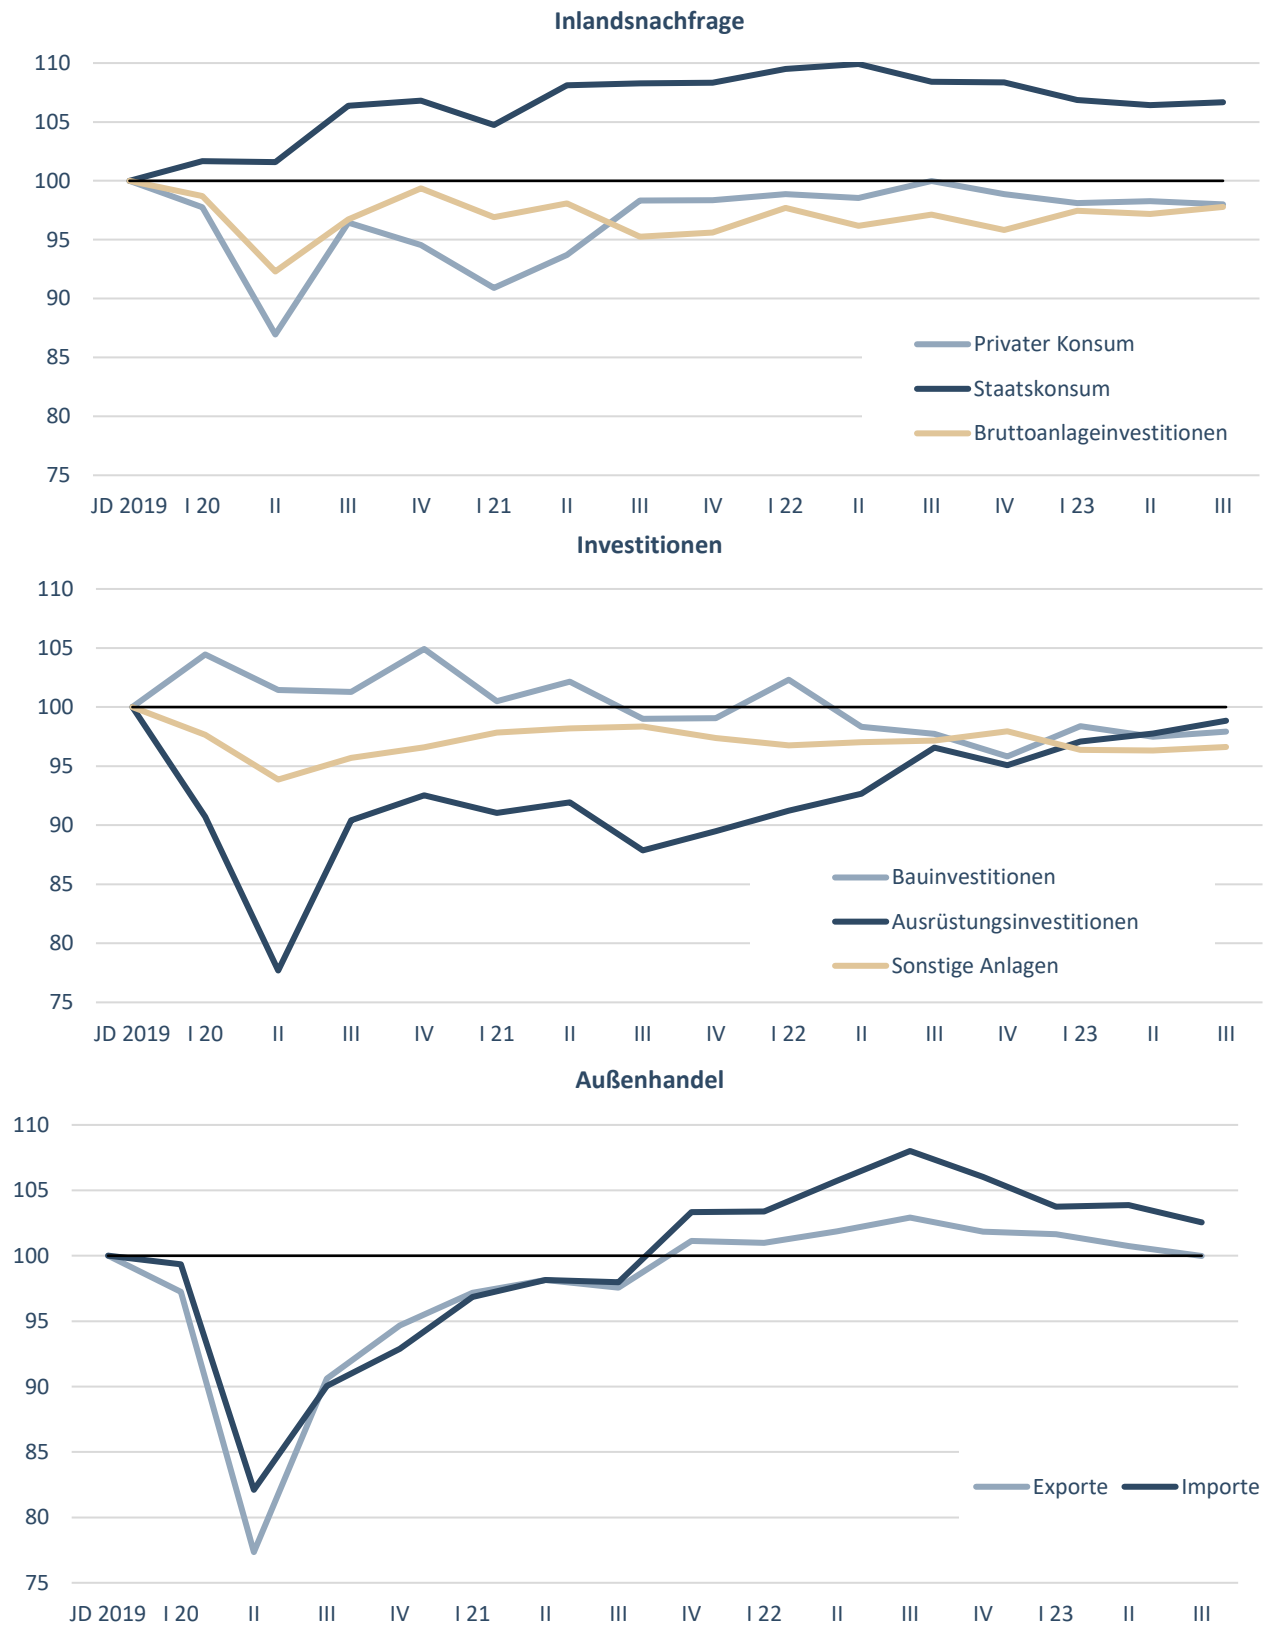 Inlandsnachfrage
110
105
100
95
90
85
80
75
Privater Konsum
Staatskonsum
Bruttoanlageinvestitionen
JD 2019 I 20 II III IV I 21 II III IV I 22 II III IV I 23 II III
Investitionen
110
105
100
95
90
85
80
75
Bauinvestitionen
Ausrüstungsinvestitionen
Sonstige Anlagen
JD 2019 I 20 II III IV I 21 II III IV I 22 II III IV I 23 II III
Außenhandel
110
105
100
95
90
85
80
75
Exporte Importe
JD 2019 I 20 II III IV I 21 II III IV I 22 II III IV I 23 II III